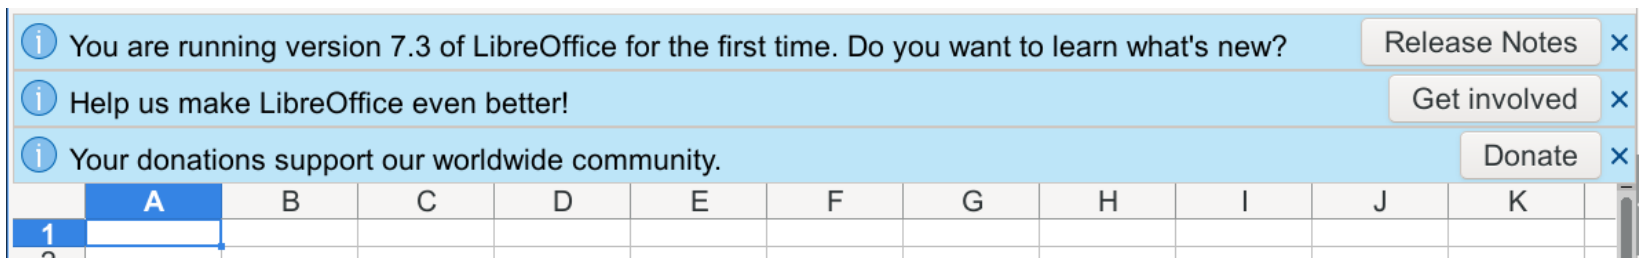 You are running version 7.3 of LibreOffice for the first time. Do you want to learn what's new? Release Notes
Help us make LibreOffice even better! Get involved
Your donations support our worldwide community. Donate
A B C D E F G H I J K
1